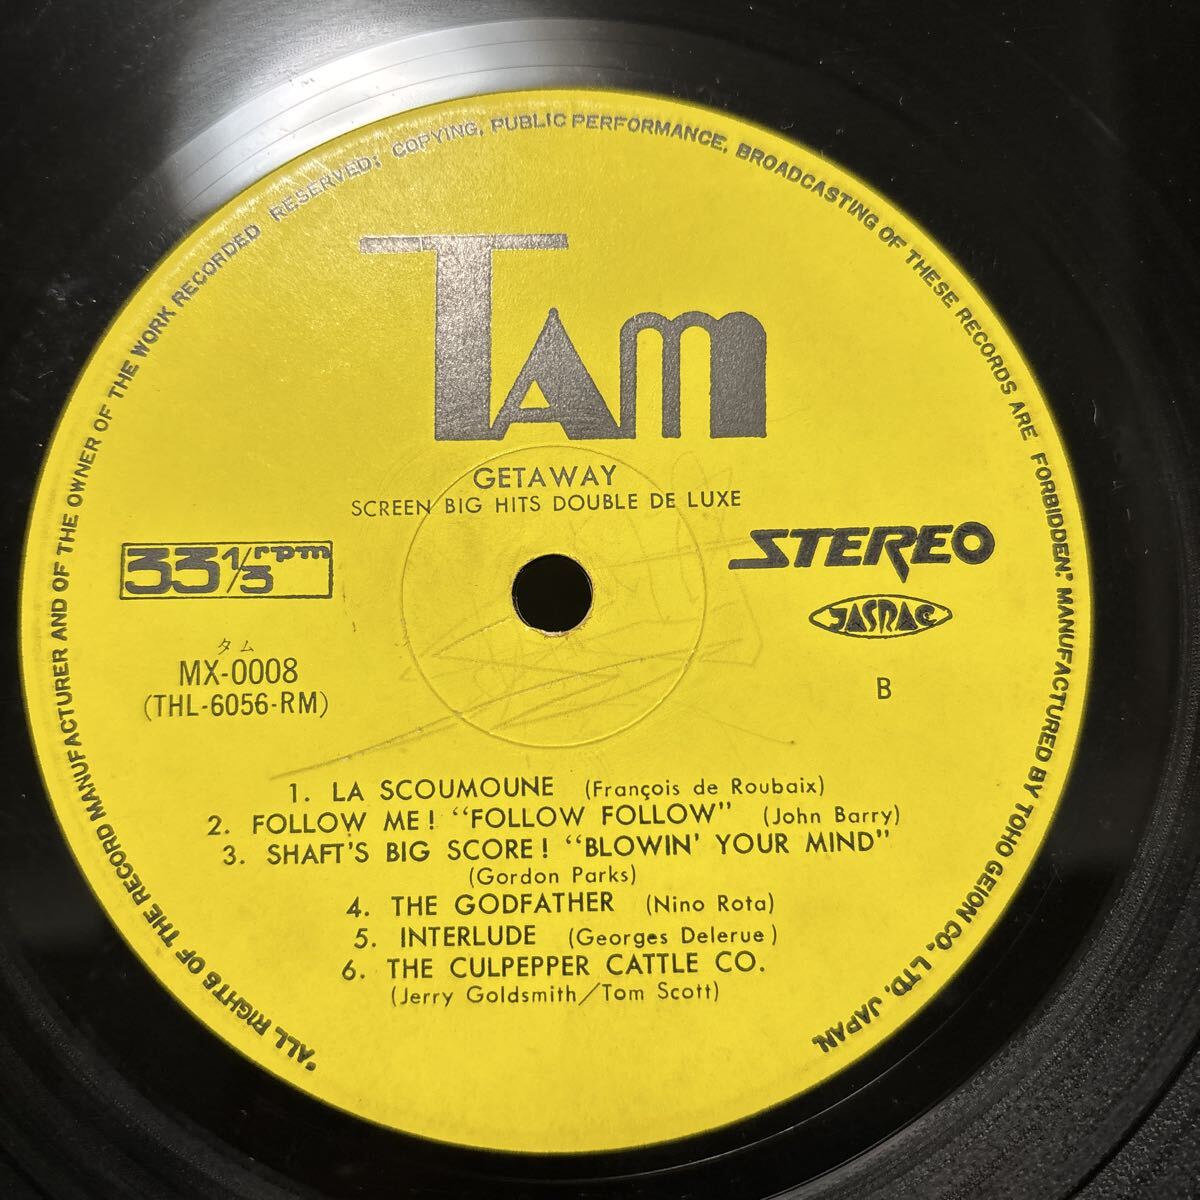 "ALL RIGHTS OF THE RECORD MANUFACTURER AND OF THE OWNER OF THE WORK RECORDED RESERVED; COPYING, PUBLIC PERFORMANCE, BROADCASTING OF THESE RECORDS ARE FORBIDDEN," MANUFACTURED BY TOHO GEION CO. LTD. JAPAN.
TAM
GETAWAY
SCREEN BIG HITS DOUBLE DE LUXE
33 1/3 rpm
STEREO
JASRAC
タム
MX-0008
(THL-6056-RM)
B
1. LA SCOUMOUNE (François de Roubaix)
2. FOLLOW ME! "FOLLOW FOLLOW" (John Barry)
3. SHAFT'S BIG SCORE! "BLOWIN' YOUR MIND"
(Gordon Parks)
4. THE GODFATHER (Nino Rota)
5. INTERLUDE (Georges Delerue)
6. THE CULPEPPER CATTLE CO.
(Jerry Goldsmith/Tom Scott)